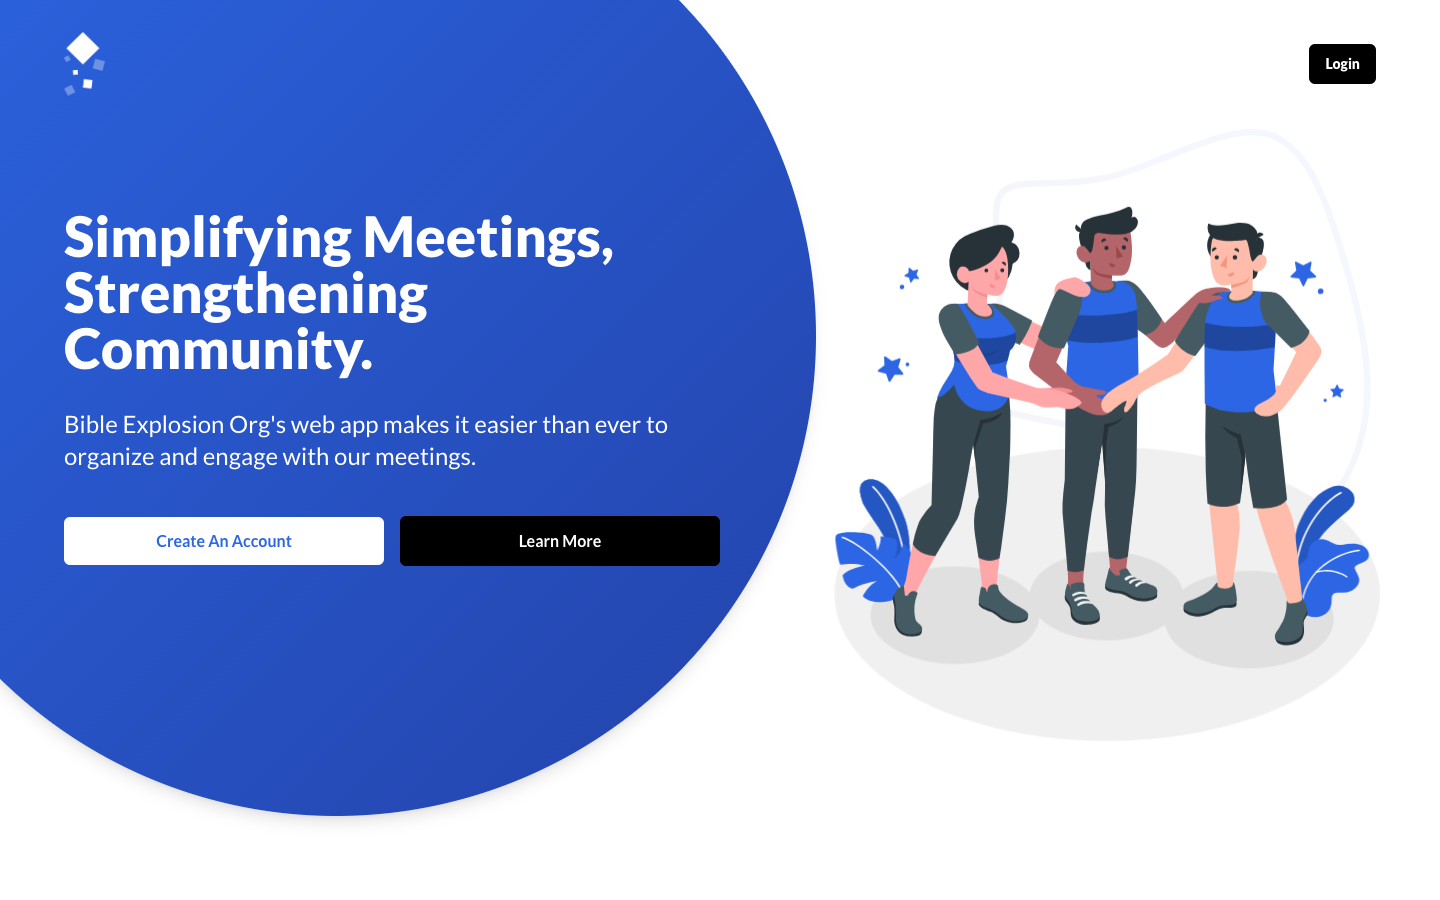 Login
Simplifying Meetings,
Strengthening
Community.
Bible Explosion Org's web app makes it easier than ever to
organize and engage with our meetings.
Create An Account
Learn More